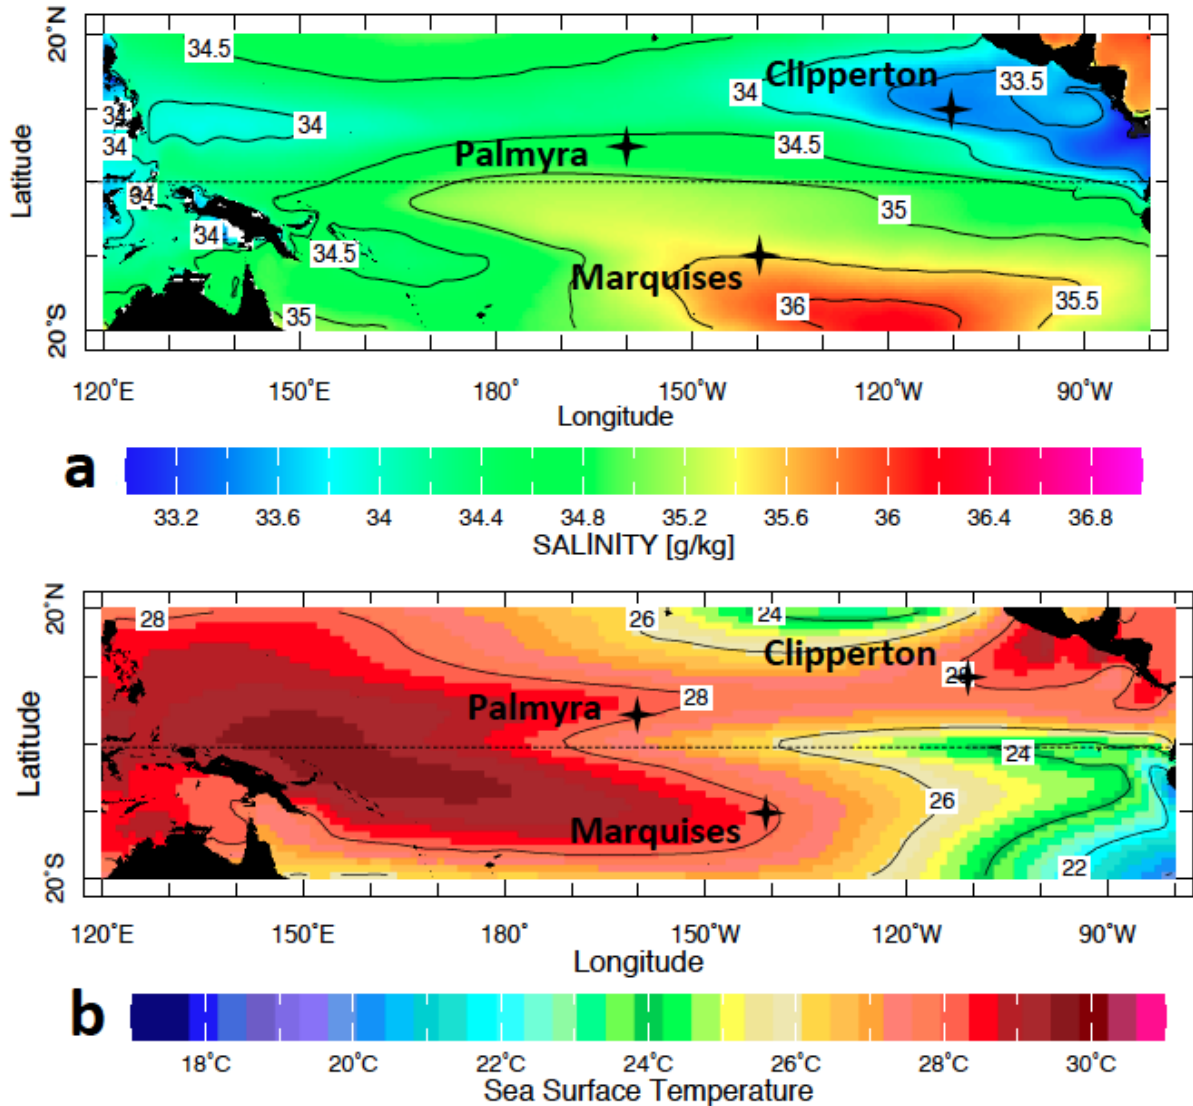 20˚N
34.5
Clipperton
33.5
34
34
34
34
34.5
34
Palmyra
Latitude
34
35
34
34.5
Marquises
35
36
35.5
20˚S
120˚E
150˚E
180˚
150˚W
120˚W
90˚W
Longitude
a
33.2
33.6
34
34.4
34.8
35.2
35.6
36
36.4
36.8
SALINITY [g/kg]
20˚N
28
26
24
Clipperton
28
28
Palmyra
Latitude
24
26
Marquises
22
20˚S
120˚E
150˚E
180˚
150˚W
120˚W
90˚W
Longitude
b
18˚C
20˚C
22˚C
24˚C
26˚C
28˚C
30˚C
Sea Surface Temperature